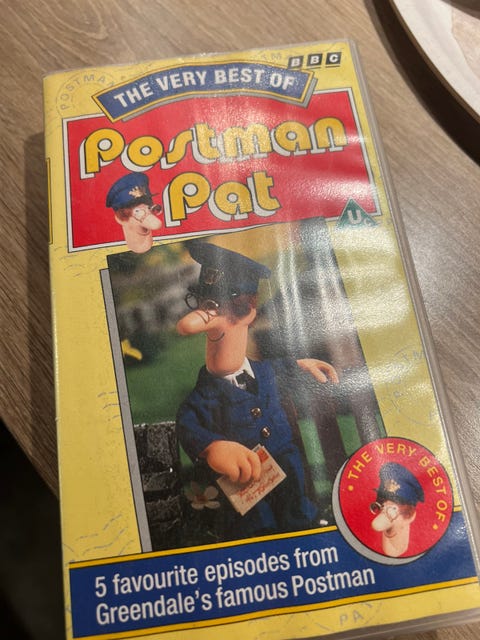 BBC
THE VERY BEST OF
Postman
Pat
U
THE VERY BEST OF
5 favourite episodes from
Greendale's famous Postman